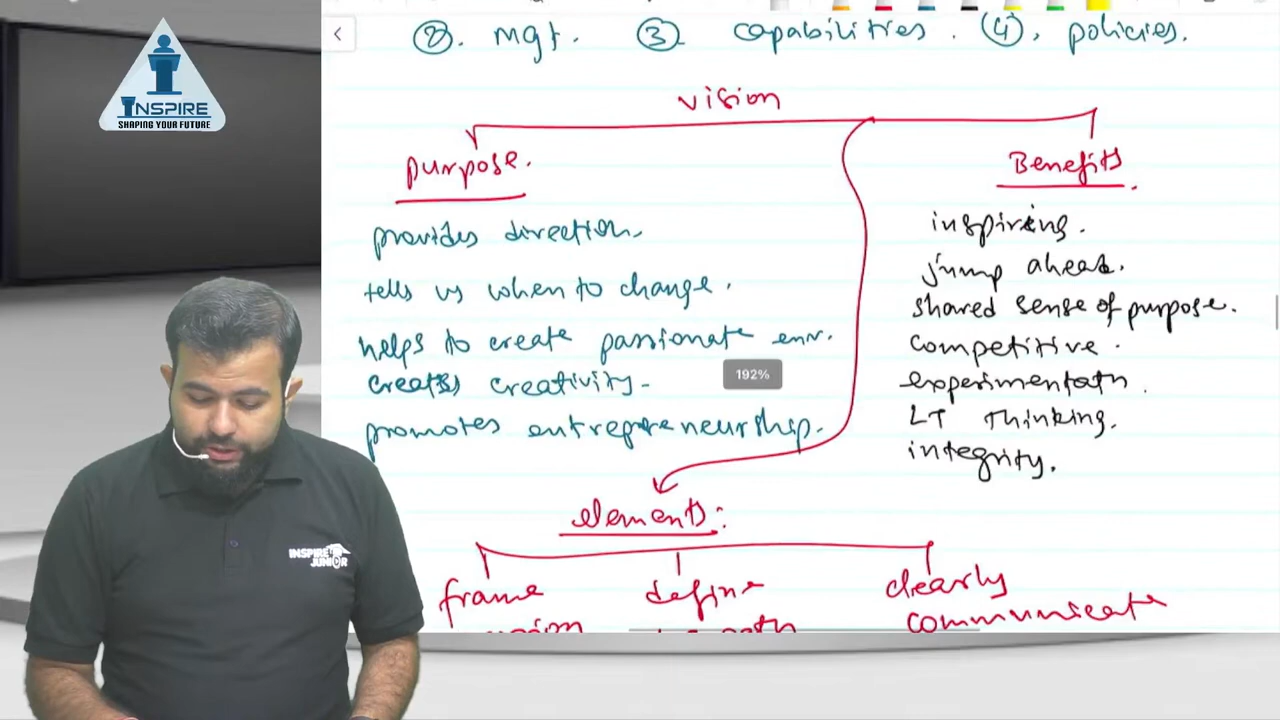 ②. mgt. ③ capabilities. ④. policies.
vision
purpose.
provides direction.
tells us when to change.
helps to create passionate env.
creates creativity.
promotes entrepreneurship.
Benefits
inspiring.
jump ahead.
shared sense of purpose.
competitive.
experimentatn.
LT Thinking.
integrity.
192%
elements:
frame
define
clearly
communicate
INSPIRE
SHAPING YOUR FUTURE
INSPIRE
JUNIOR